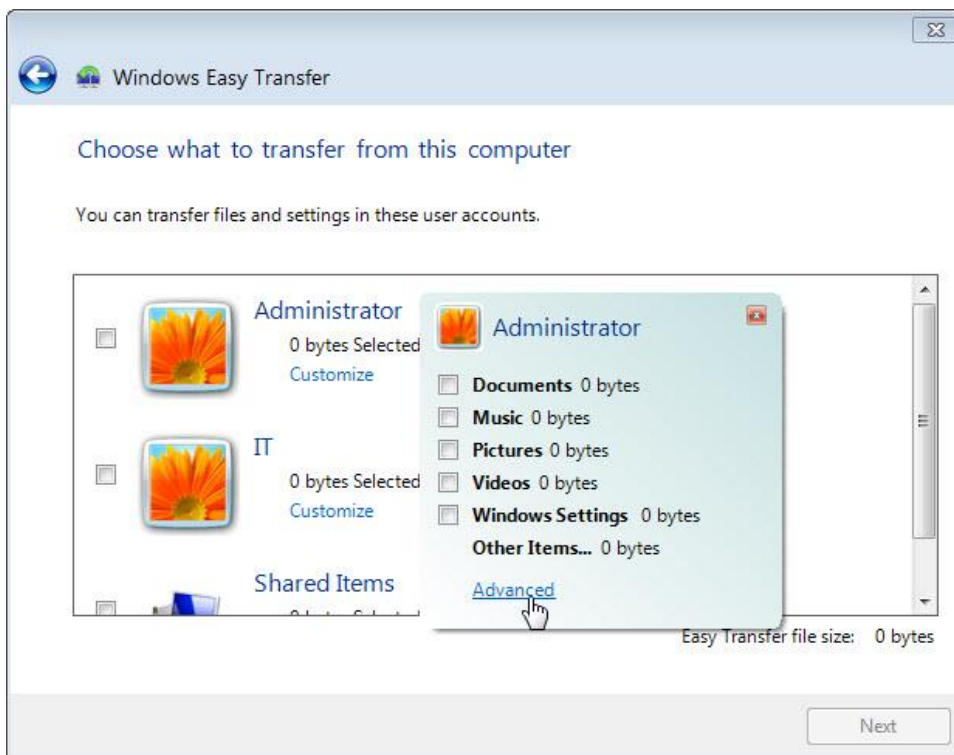 Windows Easy Transfer
Choose what to transfer from this computer
You can transfer files and settings in these user accounts.
Administrator
0 bytes Selected
Customize
IT
0 bytes Selected
Customize
Shared Items
Administrator
Documents 0 bytes
Music 0 bytes
Pictures 0 bytes
Videos 0 bytes
Windows Settings 0 bytes
Other Items... 0 bytes
Advanced
Easy Transfer file size: 0 bytes
Next